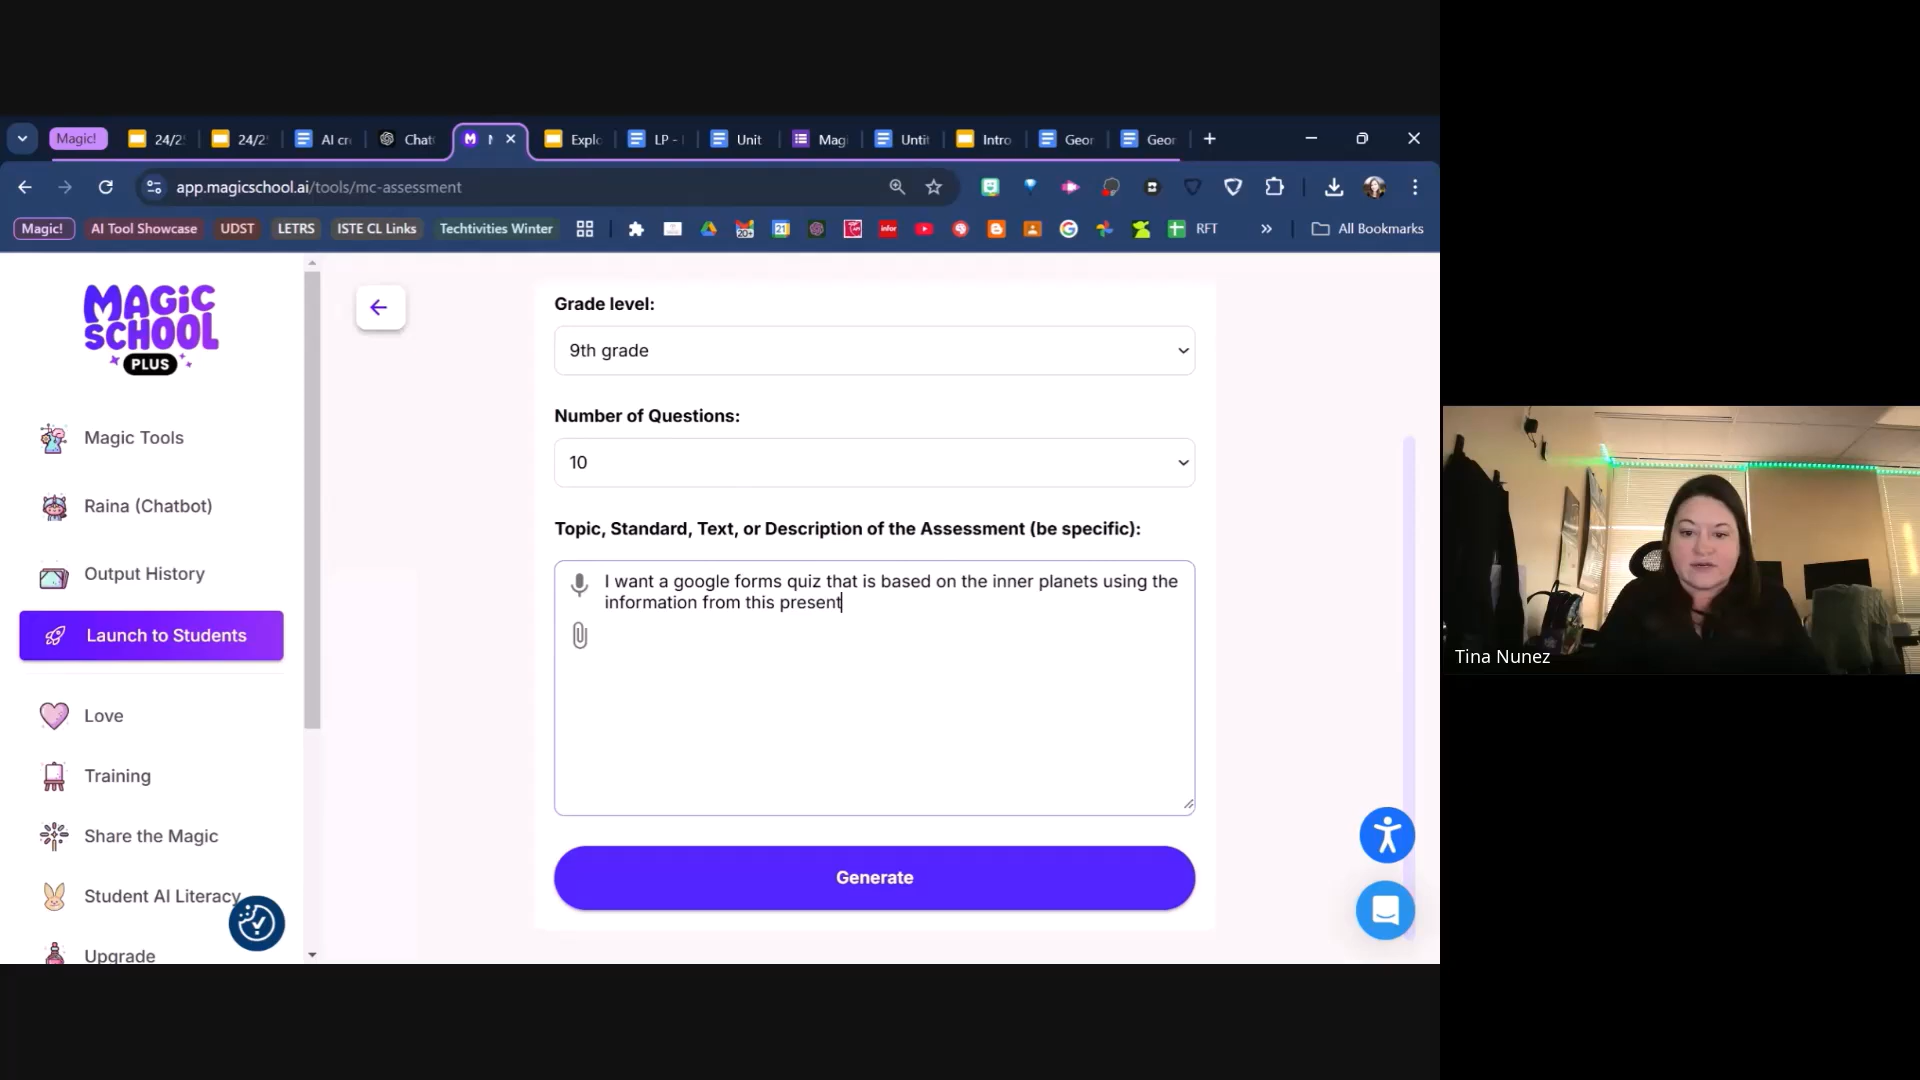 Magic!
24/2
24/2
AI cr
Chat
Explo
LP -
Unit
Magi
Untit
Intro
Geor
Geor
app.magicschool.ai/tools/mc-assessment
Magic!
AI Tool Showcase
UDST
LETRS
ISTE CL Links
Techtivities Winter
RFT
All Bookmarks
MAGIC
SCHOOL
PLUS
Magic Tools
Raina (Chatbot)
Output History
Launch to Students
Love
Training
Share the Magic
Student AI Literacy
Upgrade
Grade level:
9th grade
Number of Questions:
10
Topic, Standard, Text, or Description of the Assessment (be specific):
I want a google forms quiz that is based on the inner planets using the
information from this present
Generate
Tina Nunez